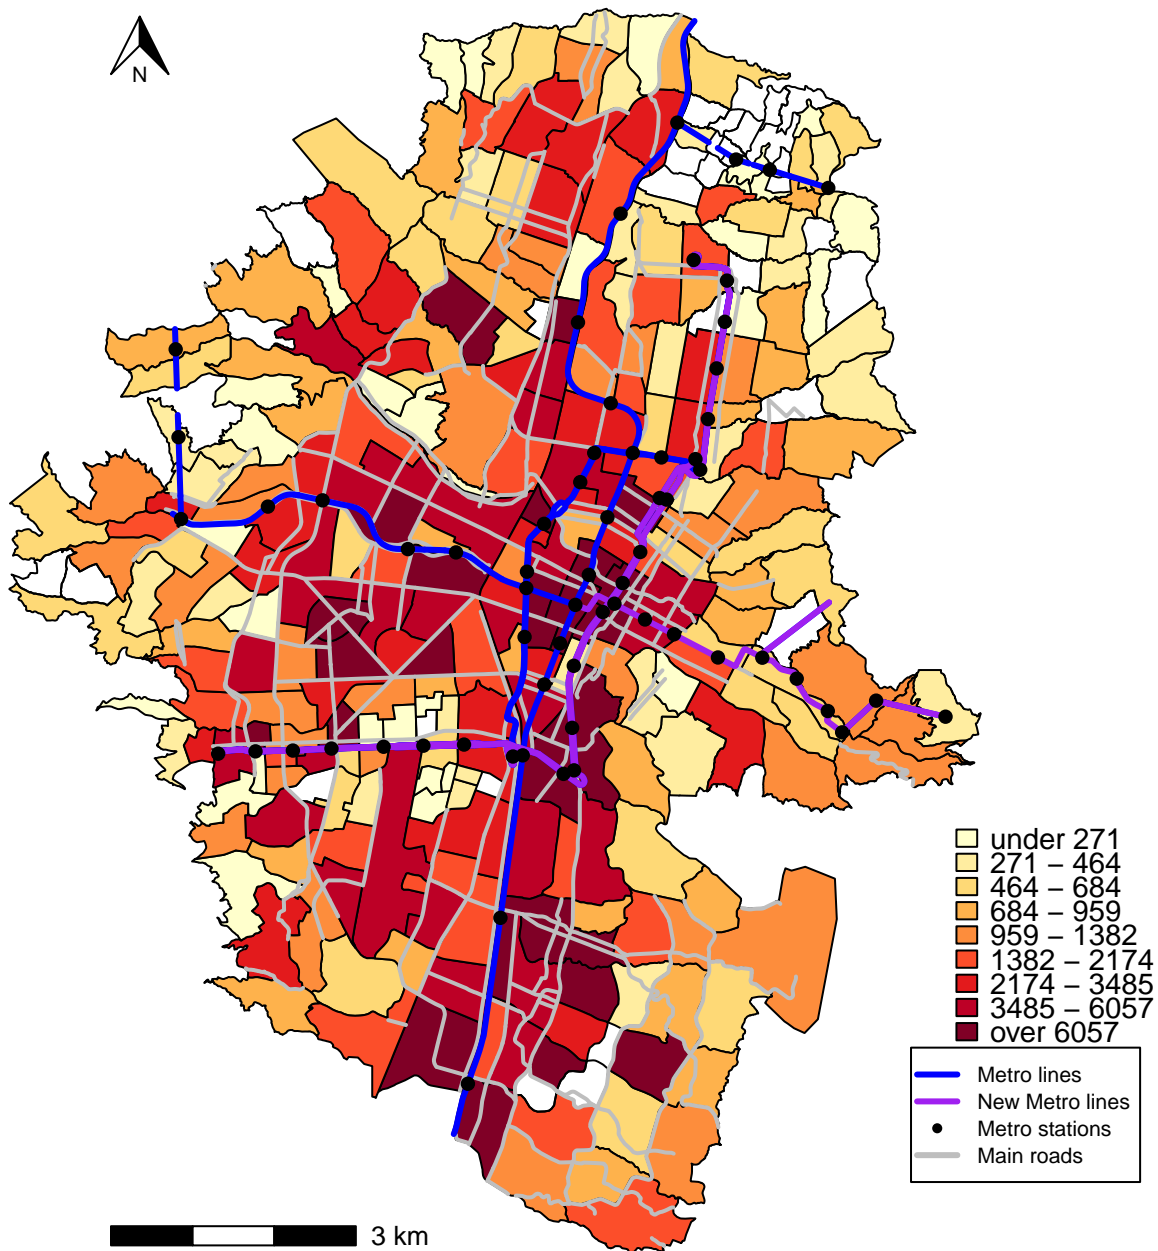 N
under 271
271 – 464
464 – 684
684 – 959
959 – 1382
1382 – 2174
2174 – 3485
3485 – 6057
over 6057
Metro lines
New Metro lines
Metro stations
Main roads
3 km